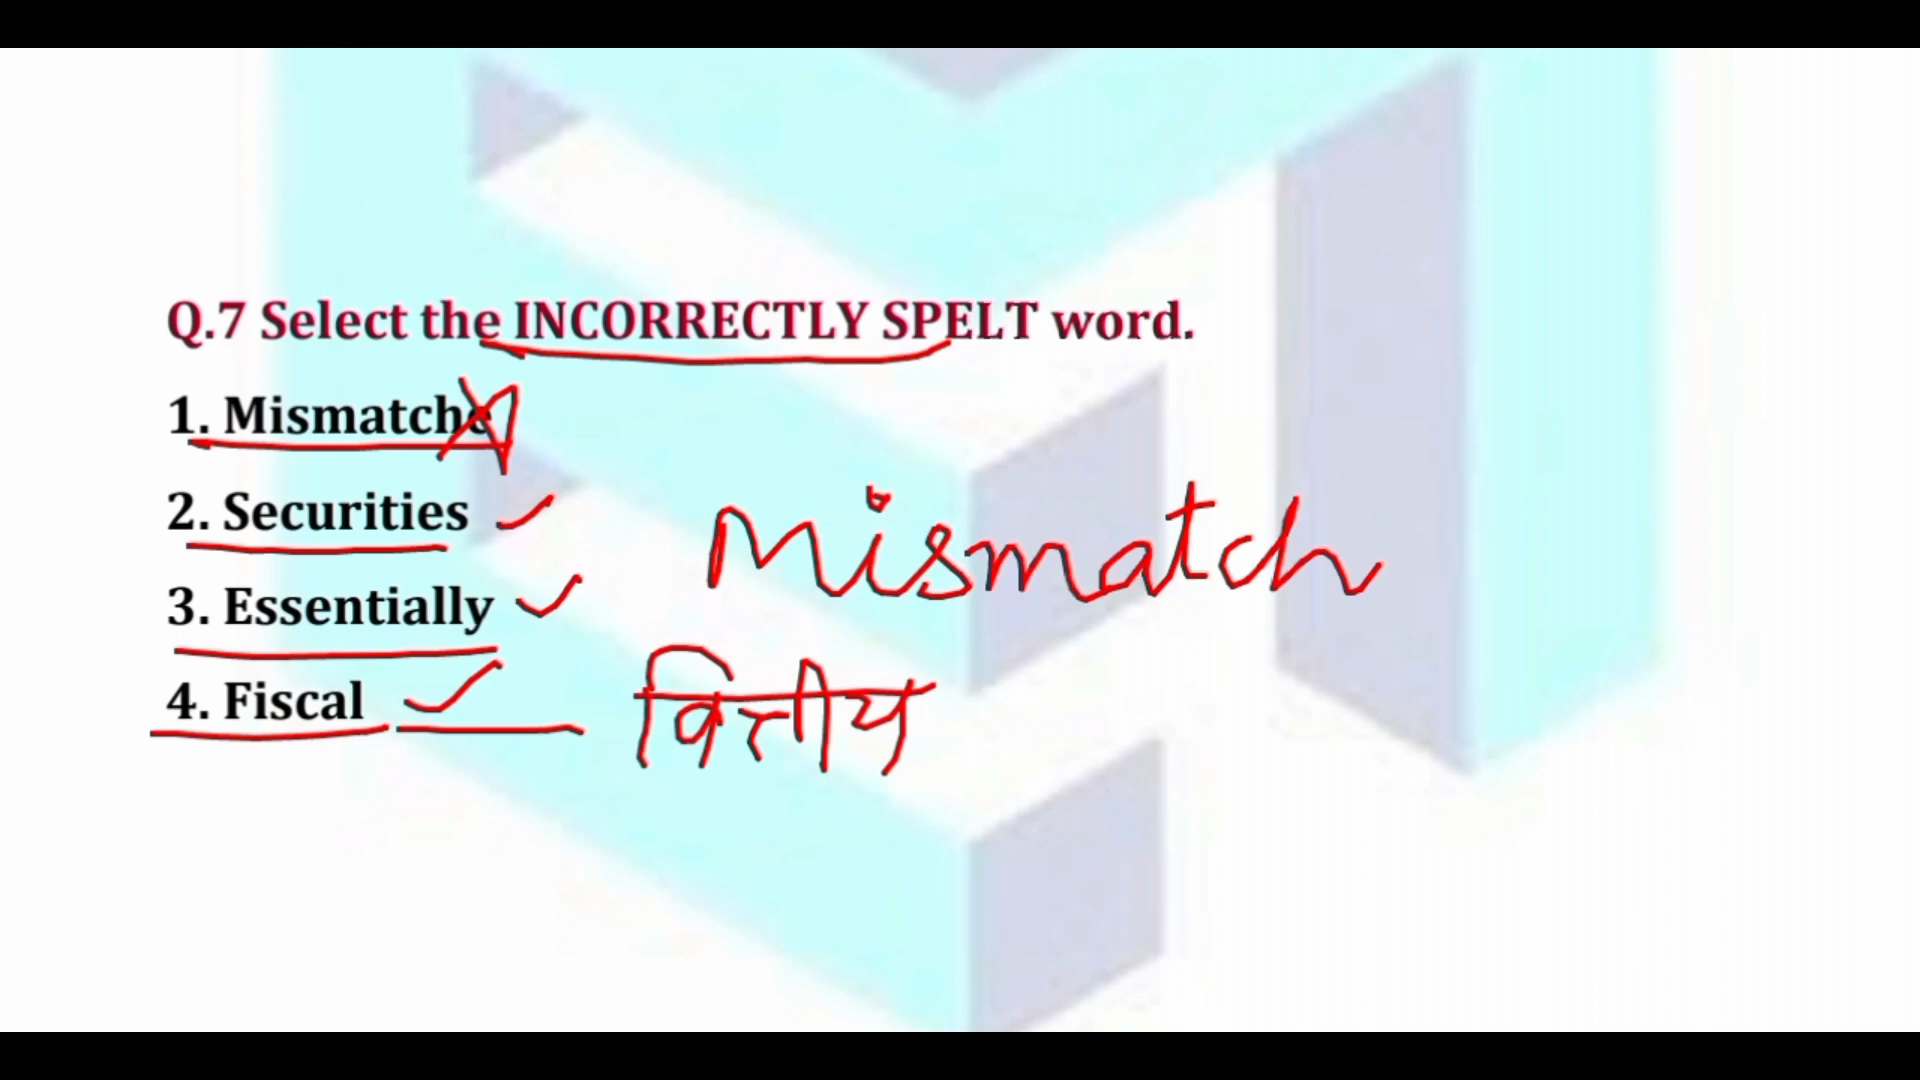 Q.7 Select the INCORRECTLY SPELT word.
1. Mismatche
2. Securities
3. Essentially
4. Fiscal
Mismatch
वित्तीय